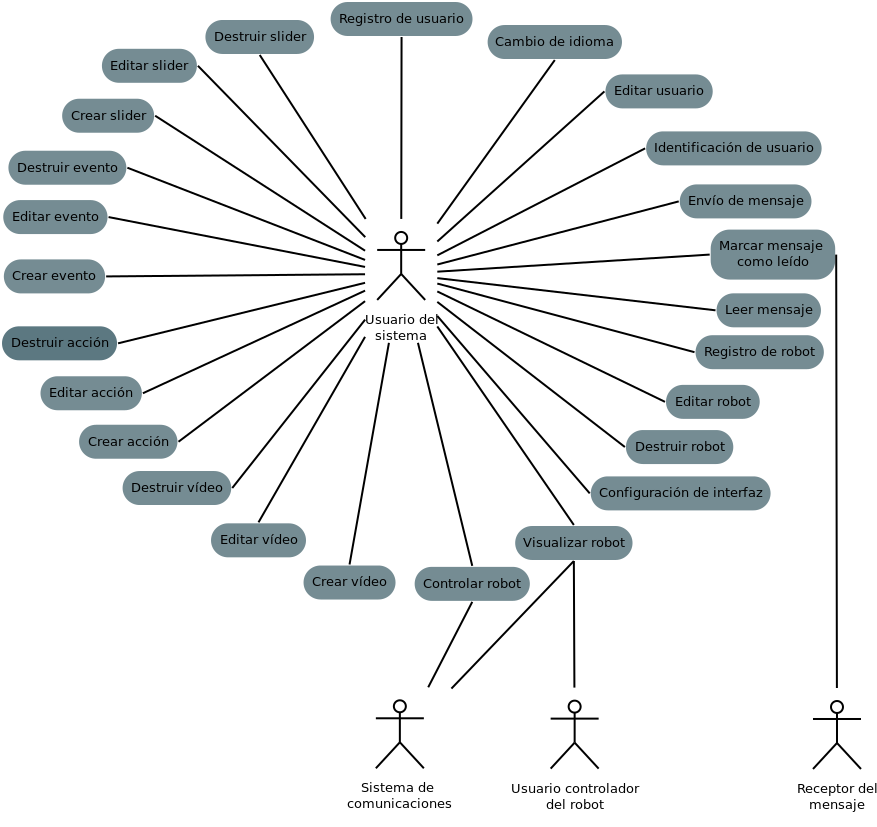 Registro de usuario
Destruir slider
Cambio de idioma
Editar slider
Editar usuario
Crear slider
Identificación de usuario
Destruir evento
Envío de mensaje
Editar evento
Marcar mensaje
como leído
Crear evento
Leer mensaje
Usuario del
sistema
Destruir acción
Registro de robot
Editar acción
Editar robot
Crear acción
Destruir robot
Destruir vídeo
Configuración de interfaz
Editar vídeo
Visualizar robot
Crear vídeo
Controlar robot
Sistema de
comunicaciones
Usuario controlador
del robot
Receptor del
mensaje